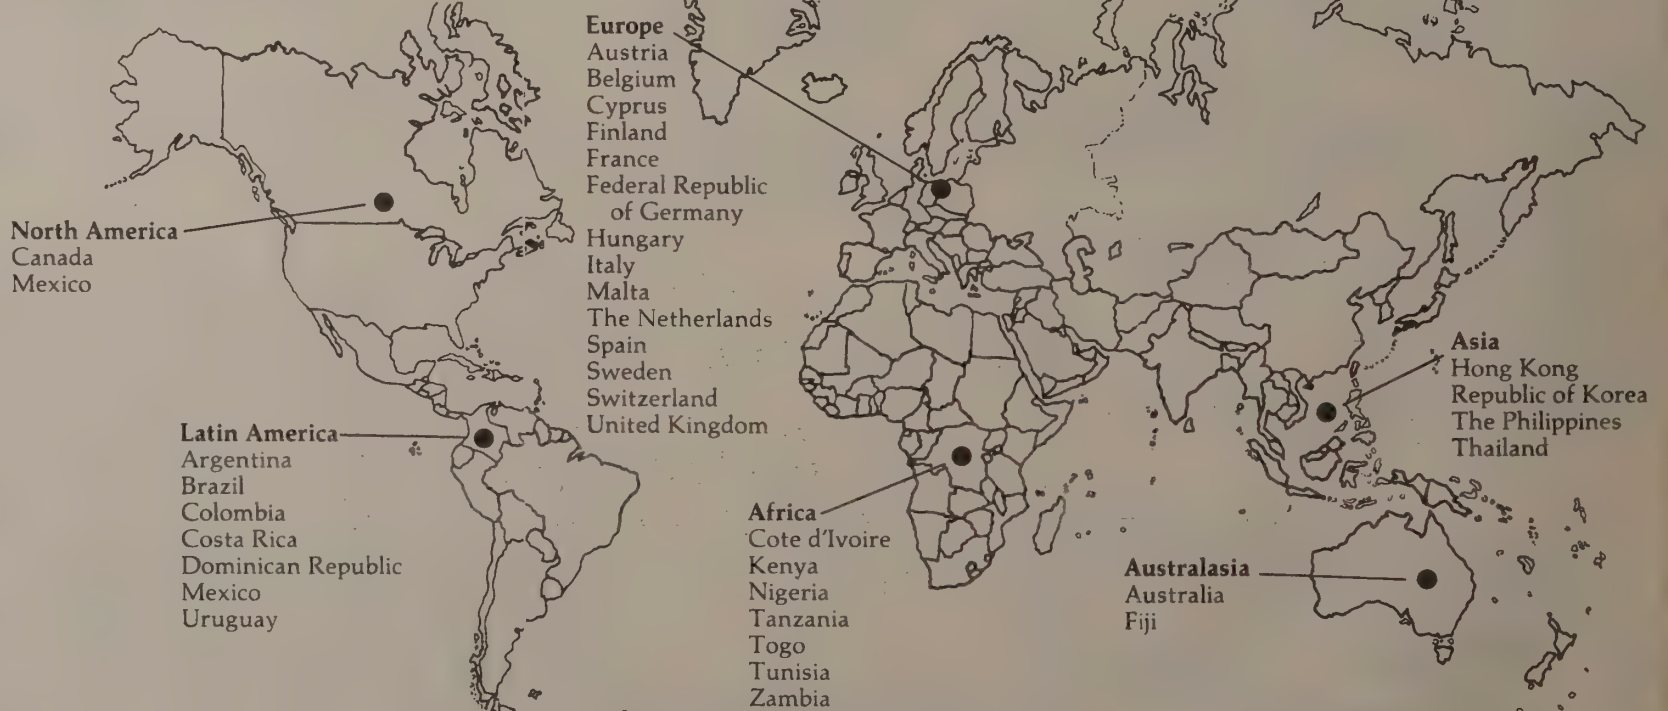 North America
Canada
Mexico
Latin America
Argentina
Brazil
Colombia
Costa Rica
Dominican Republic
Mexico
Uruguay
Europe
Austria
Belgium
Cyprus
Finland
France
Federal Republic
of Germany
Hungary
Italy
Malta
The Netherlands
Spain
Sweden
Switzerland
United Kingdom
Africa
Cote d'Ivoire
Kenya
Nigeria
Tanzania
Togo
Tunisia
Zambia
Asia
Hong Kong
Republic of Korea
The Philippines
Thailand
Australasia
Australia
Fiji